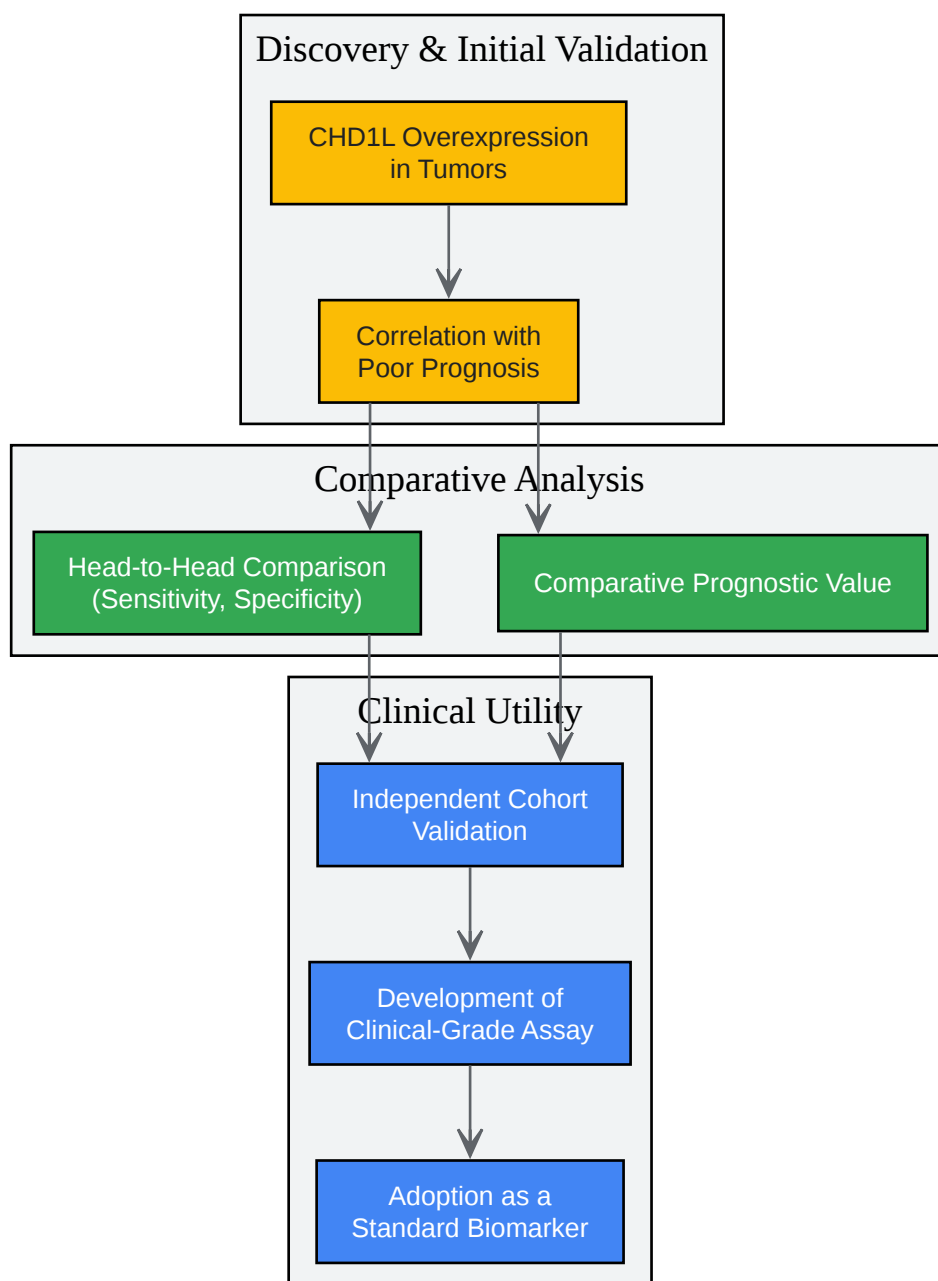 Discovery & Initial Validation
CHD1L Overexpression
in Tumors
Correlation with
Poor Prognosis
Comparative Analysis
Head-to-Head Comparison
(Sensitivity, Specificity)
Comparative Prognostic Value
Clinical Utility
Independent Cohort
Validation
Development of
Clinical-Grade Assay
Adoption as a
Standard Biomarker